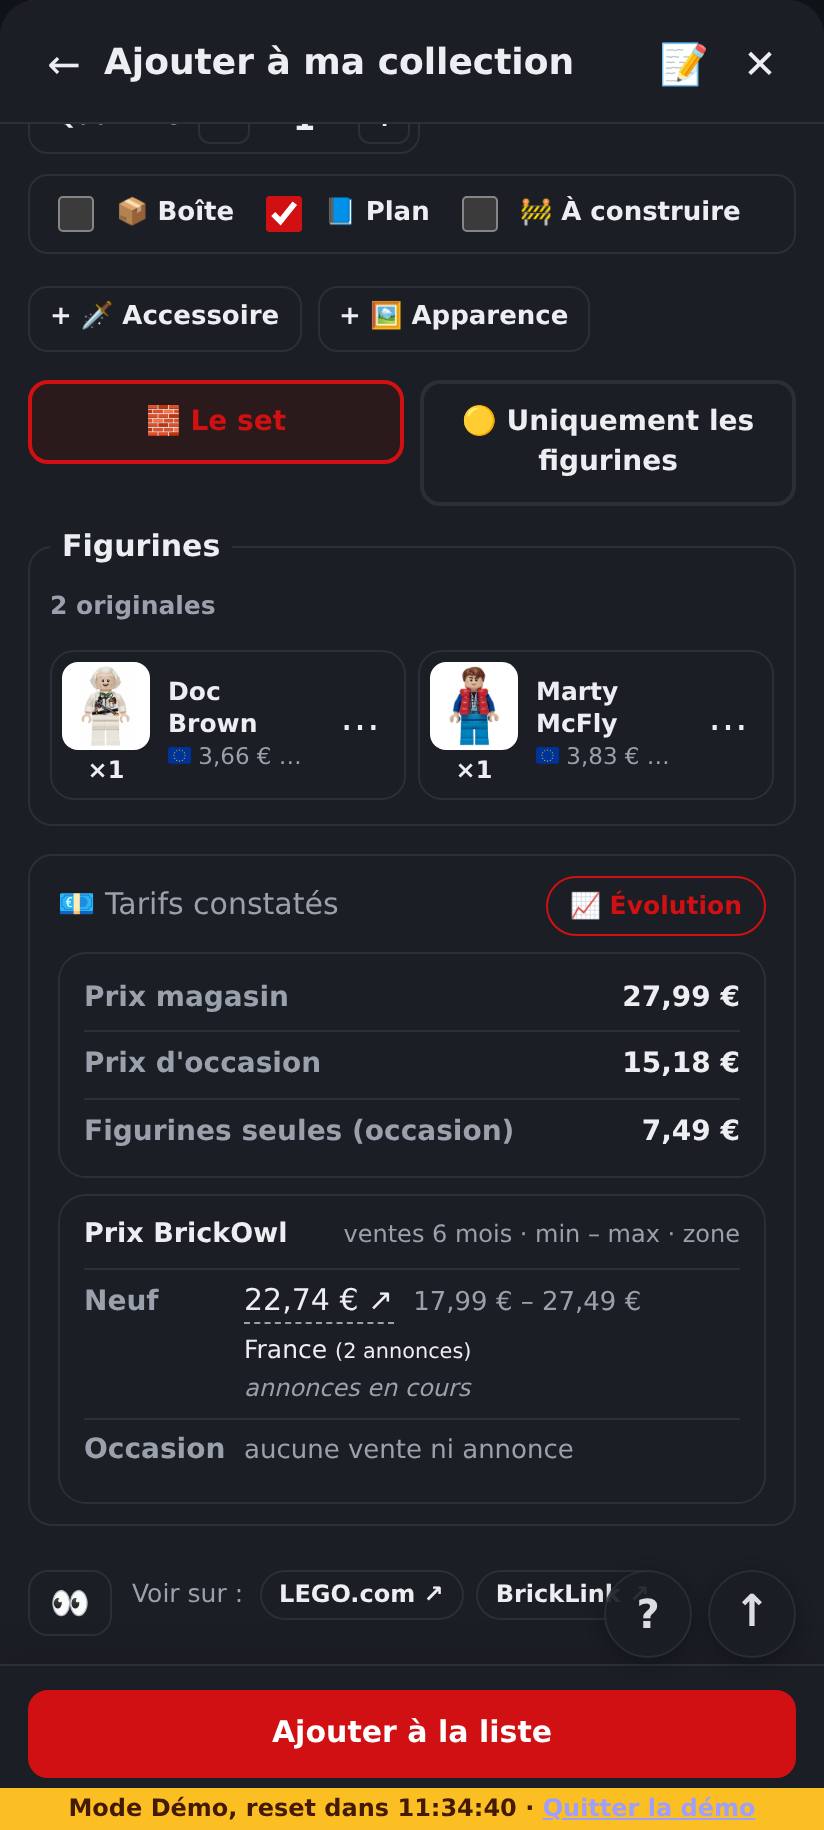 ← Ajouter à ma collection 📝 ✕
📦 Boîte 📘 Plan 🚧 À construire
+ 🗡️ Accessoire + 🖼️ Apparence
🧱 Le set
🟡 Uniquement les
figurines
Figurines
2 originales
Doc
Brown
🇪🇺 3,66 € …
×1
…
Marty
McFly
🇪🇺 3,83 € …
×1
…
💶 Tarifs constatés
📈 Évolution
Prix magasin 27,99 €
Prix d'occasion 15,18 €
Figurines seules (occasion) 7,49 €
Prix BrickOwl ventes 6 mois · min – max · zone
Neuf 22,74 € ↗ 17,99 € – 27,49 €
France (2 annonces)
annonces en cours
Occasion aucune vente ni annonce
👀 Voir sur : LEGO.com ↗ BrickLink ↗
? ↑
Ajouter à la liste
Mode Démo, reset dans 11:34:40 · Quitter la démo